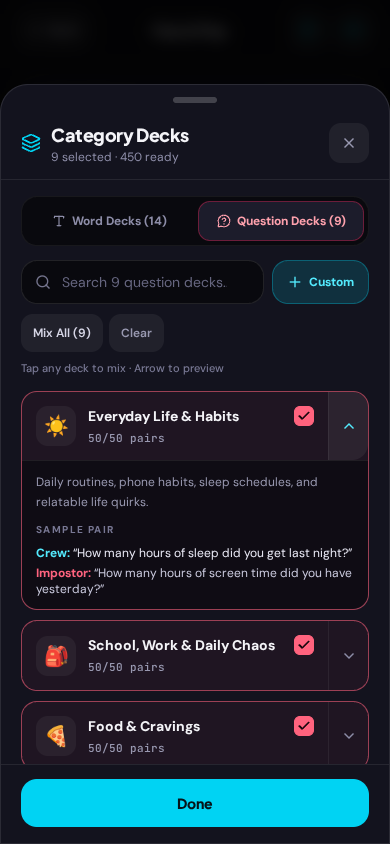 Category Decks
9 selected · 450 ready
Word Decks (14)
Question Decks (9)
Search 9 question decks.
Custom
Mix All (9)
Clear
Tap any deck to mix · Arrow to preview
Everyday Life & Habits
50/50 pairs
Daily routines, phone habits, sleep schedules, and
relatable life quirks.
SAMPLE PAIR
Crew: “How many hours of sleep did you get last night?”
Impostor: “How many hours of screen time did you have
yesterday?”
School, Work & Daily Chaos
50/50 pairs
Food & Cravings
50/50 pairs
Done